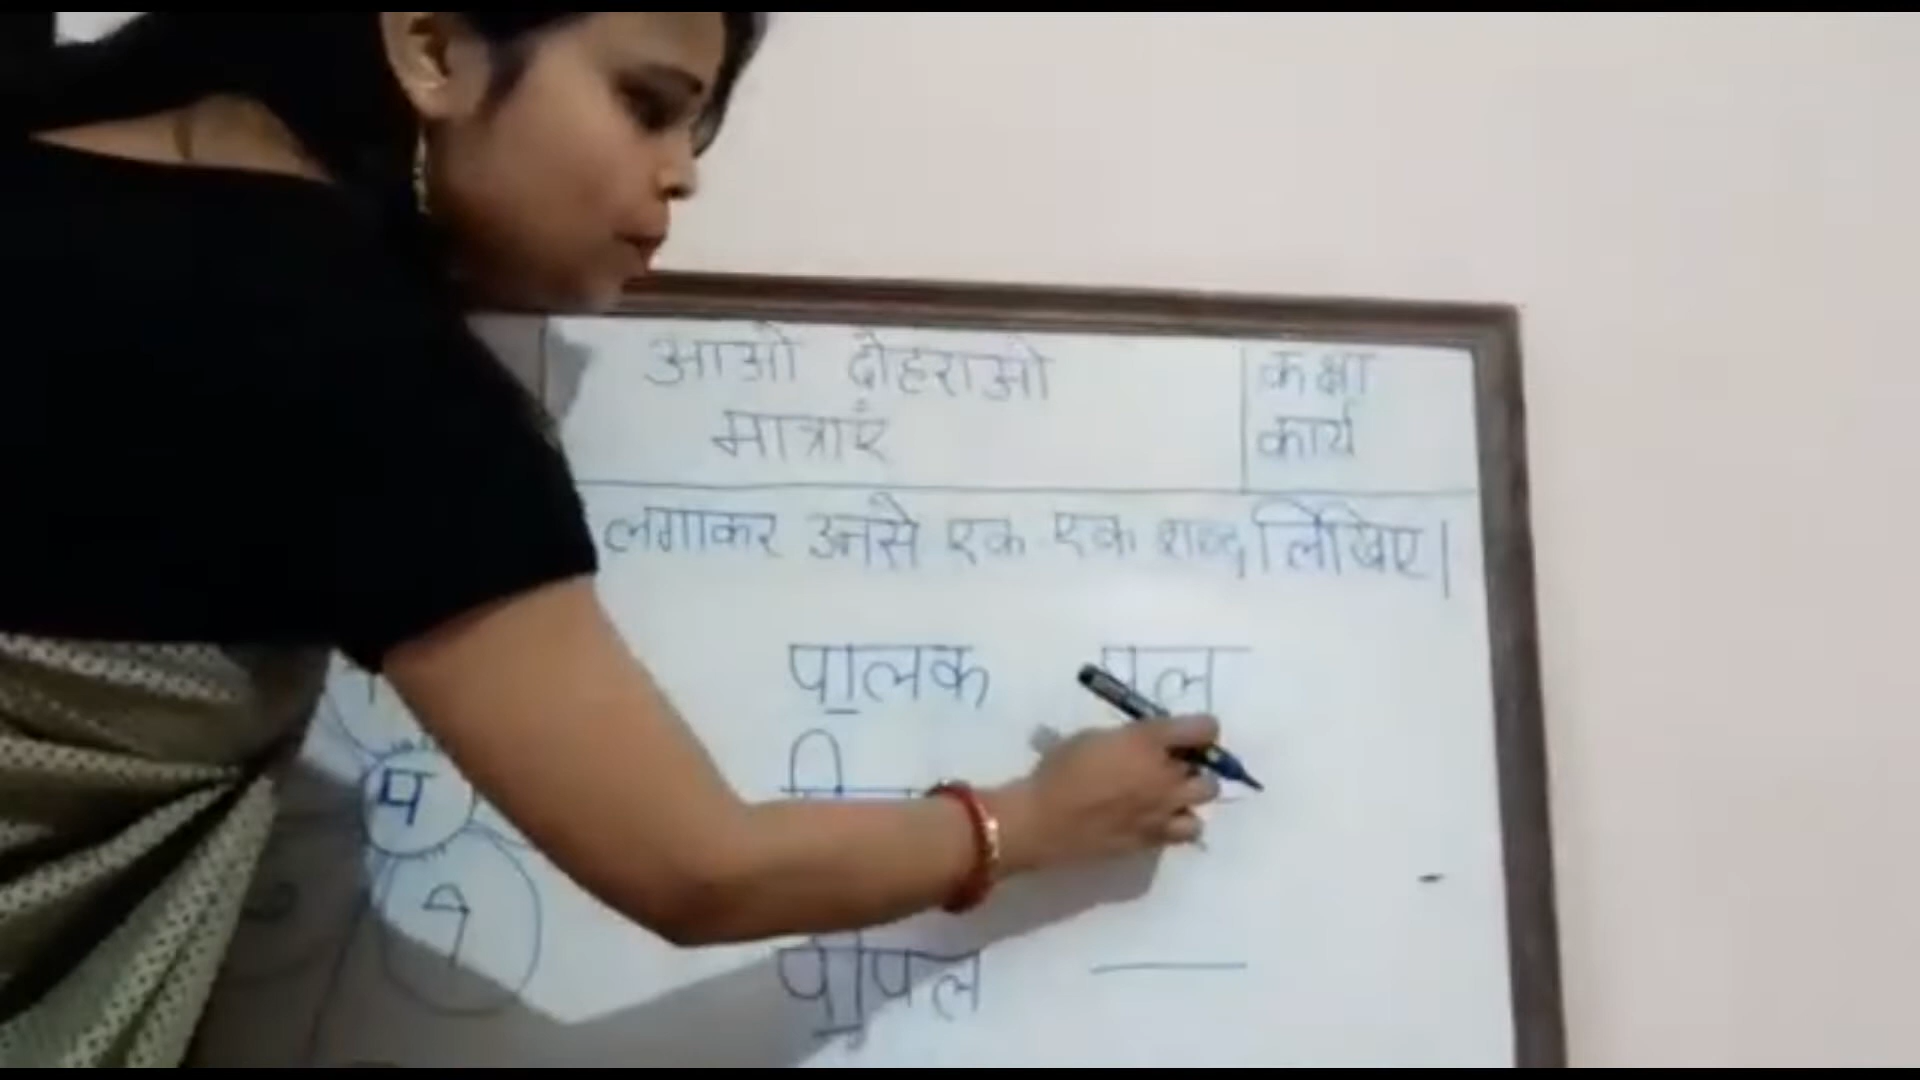 आओ दोहराओ
मात्राएँ
कक्षा
कार्य
लगाकर उनसे एक एक शब्द लिखिए।
पालक पल
प
पीपल